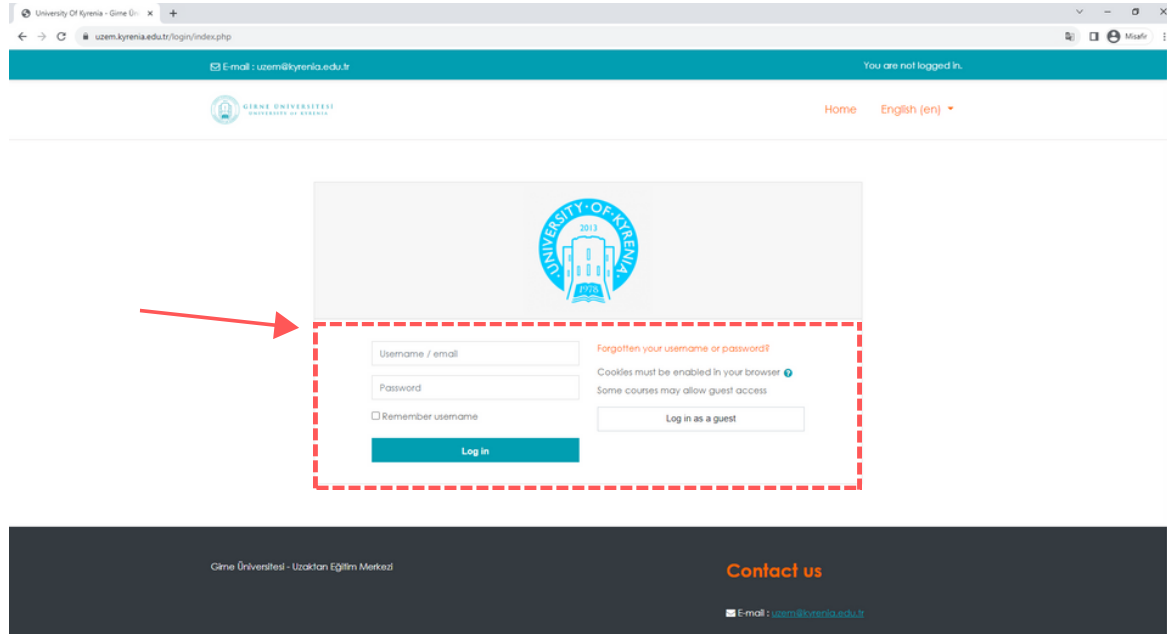 University Of Kyrenia - Girne Ün
uzem.kyrenia.edu.tr/login/index.php
Misafir
E-mail : uzem@kyrenia.edu.tr
You are not logged in.
GİRNE ÜNİVERSİTESİ
UNIVERSITY OF KYRENIA
Home
English (en)
UNIVERSITY·OF·KYRENIA
2013
1978
Username / email
Forgotten your username or password?
Cookies must be enabled in your browser
Password
Some courses may allow guest access
Remember username
Log in as a guest
Log in
Girne Üniversitesi - Uzaktan Eğitim Merkezi
Contact us
E-mail : uzem@kyrenia.edu.tr